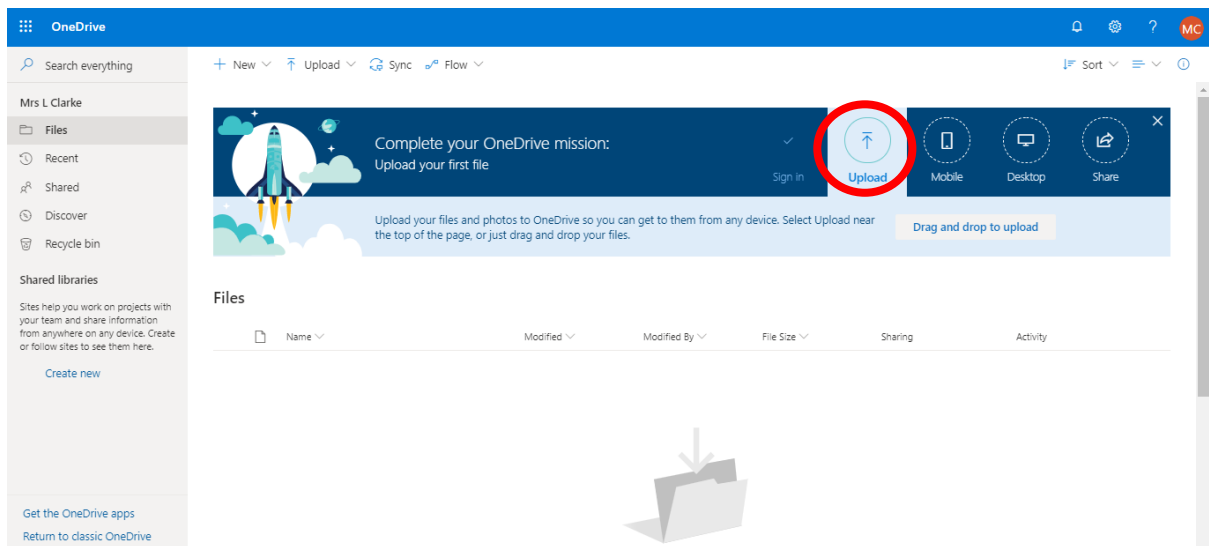 OneDrive
?
MC
Search everything
New
Upload
Sync
Flow
Sort
Mrs L Clarke
Files
Recent
Shared
Discover
Recycle bin
Shared libraries
Sites help you work on projects with
your team and share information
from anywhere on any device. Create
or follow sites to see them here.
Create new
Get the OneDrive apps
Return to classic OneDrive
Complete your OneDrive mission:
Upload your first file
Sign in
Upload
Mobile
Desktop
Share
Upload your files and photos to OneDrive so you can get to them from any device. Select Upload near
the top of the page, or just drag and drop your files.
Drag and drop to upload
Files
Name
Modified
Modified By
File Size
Sharing
Activity